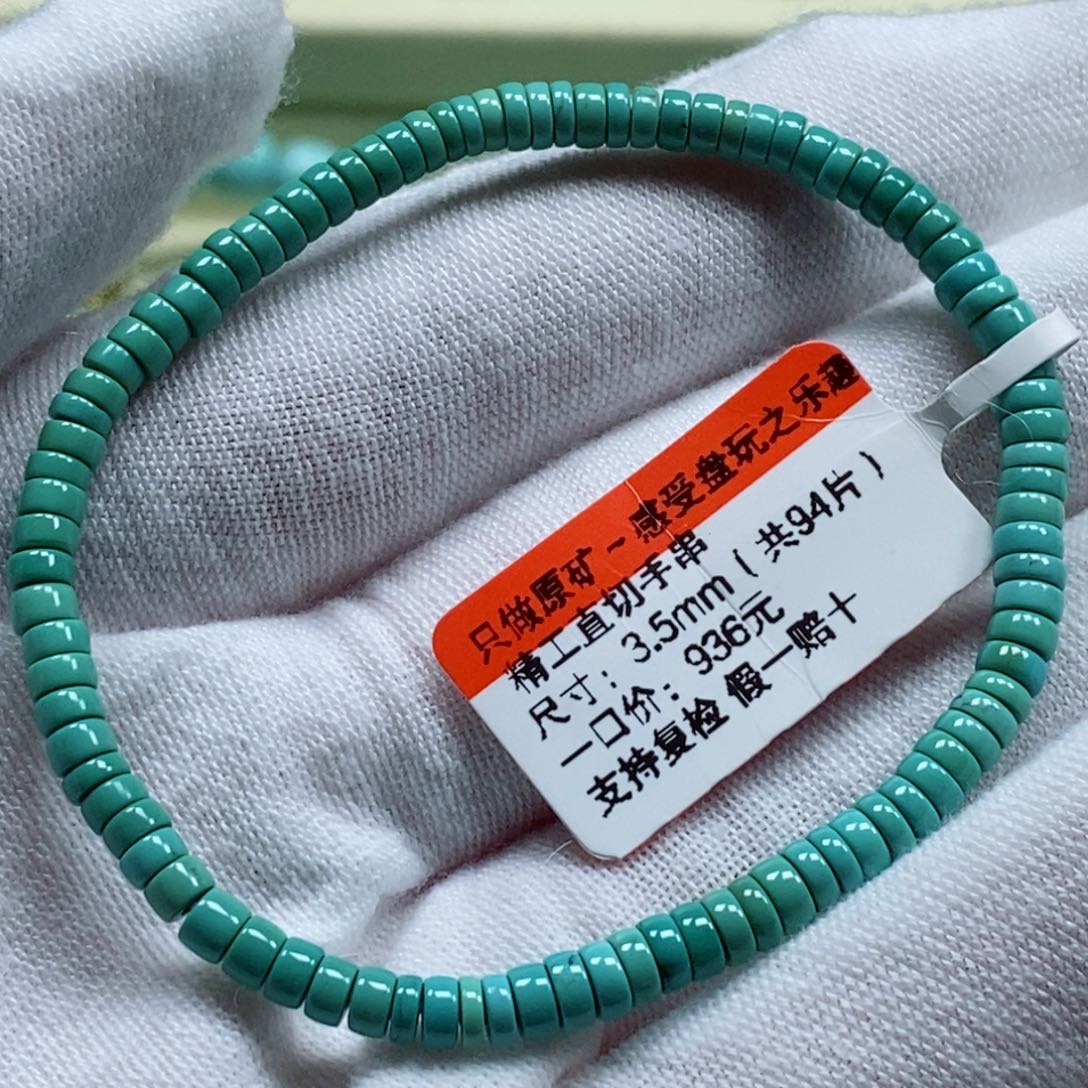 只做原矿~感受盘玩之乐趣
精工直切手串
尺寸：3.5mm（共94片）
一口价：936元
支持复检 假一赔十